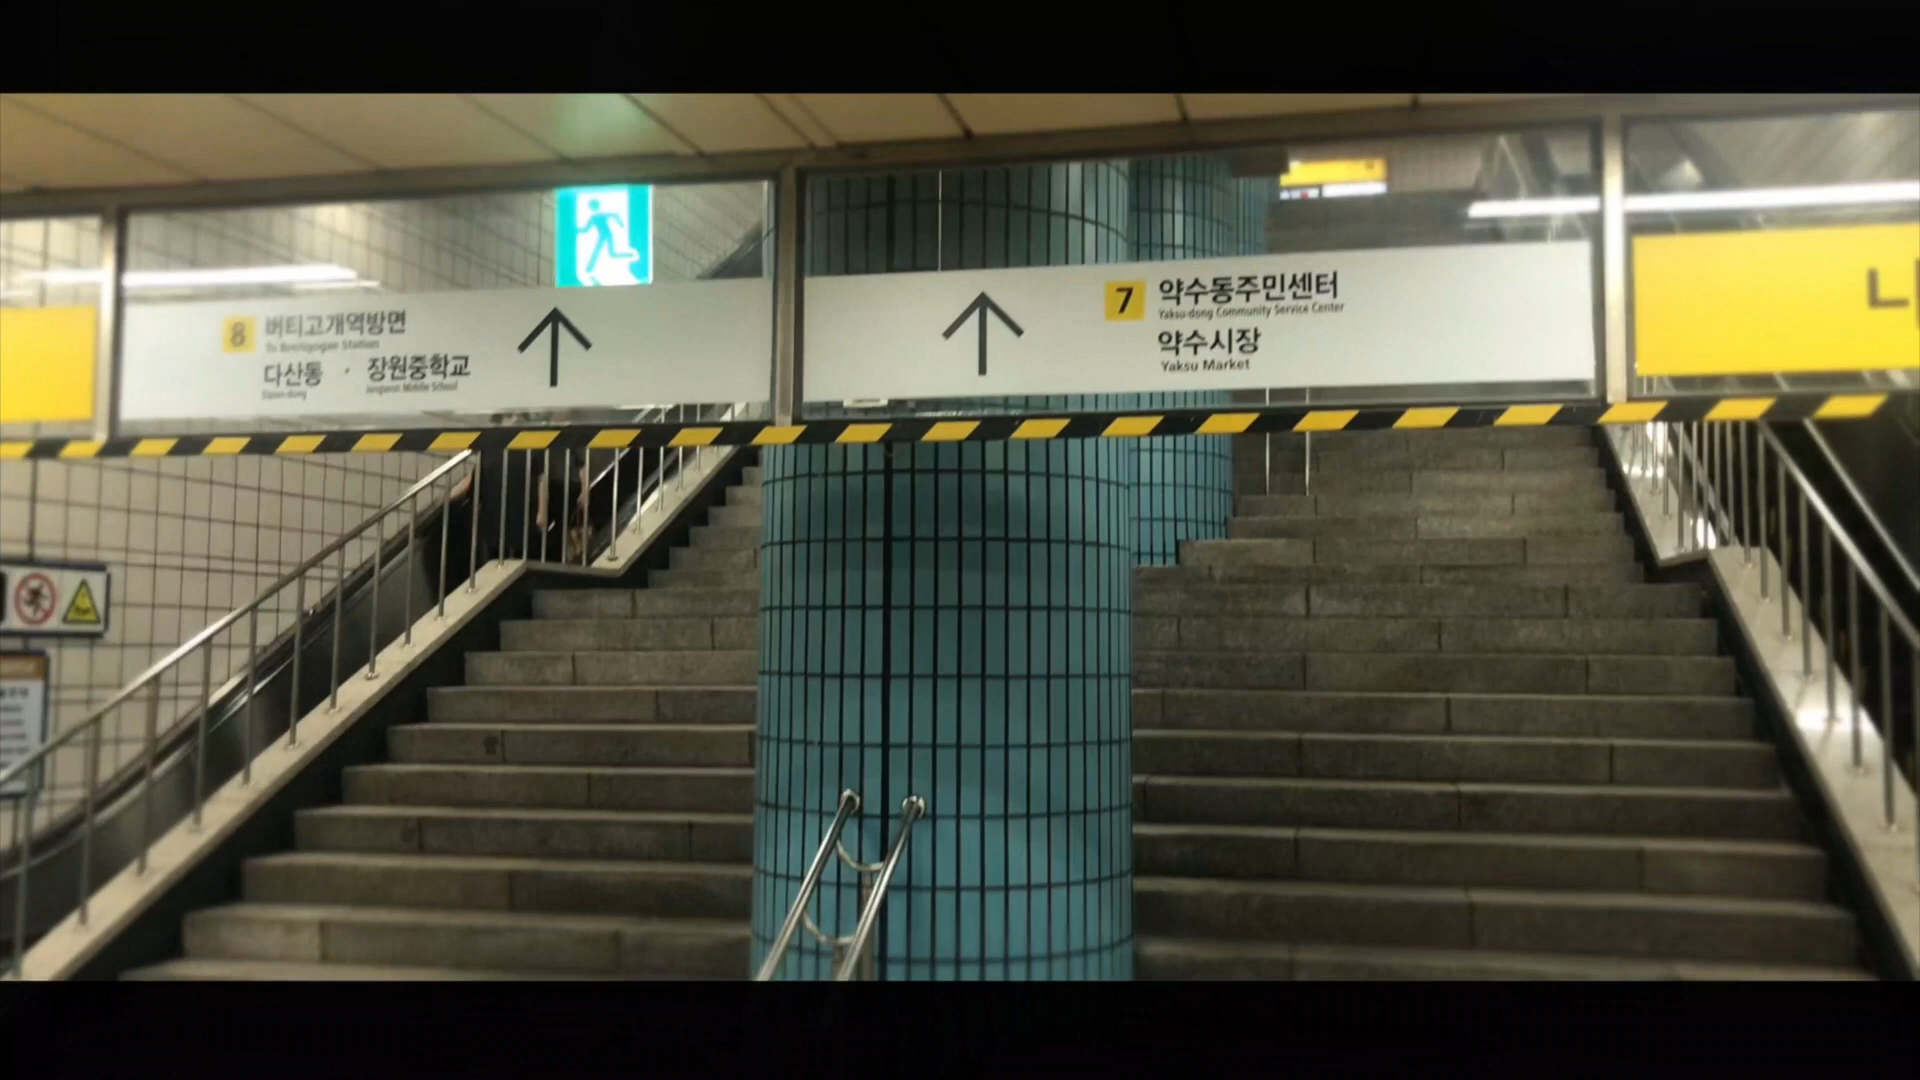 8 버티고개역방면
To Beotigogae Station
다산동 · 장원중학교
Dasan-dong Jangwon Middle School
7 약수동주민센터
Yaksu-dong Community Service Center
약수시장
Yaksu Market
나